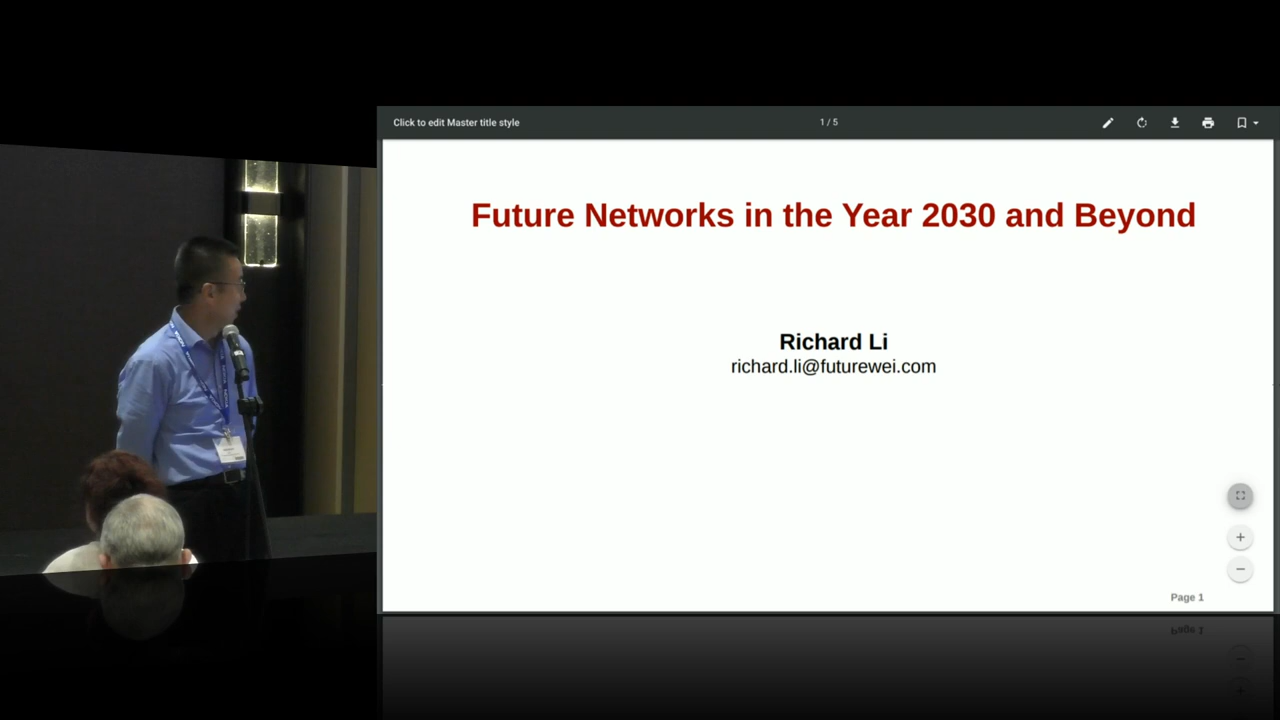 Click to edit Master title style
1 / 5
Future Networks in the Year 2030 and Beyond
Richard Li
richard.li@futurewei.com
Page 1